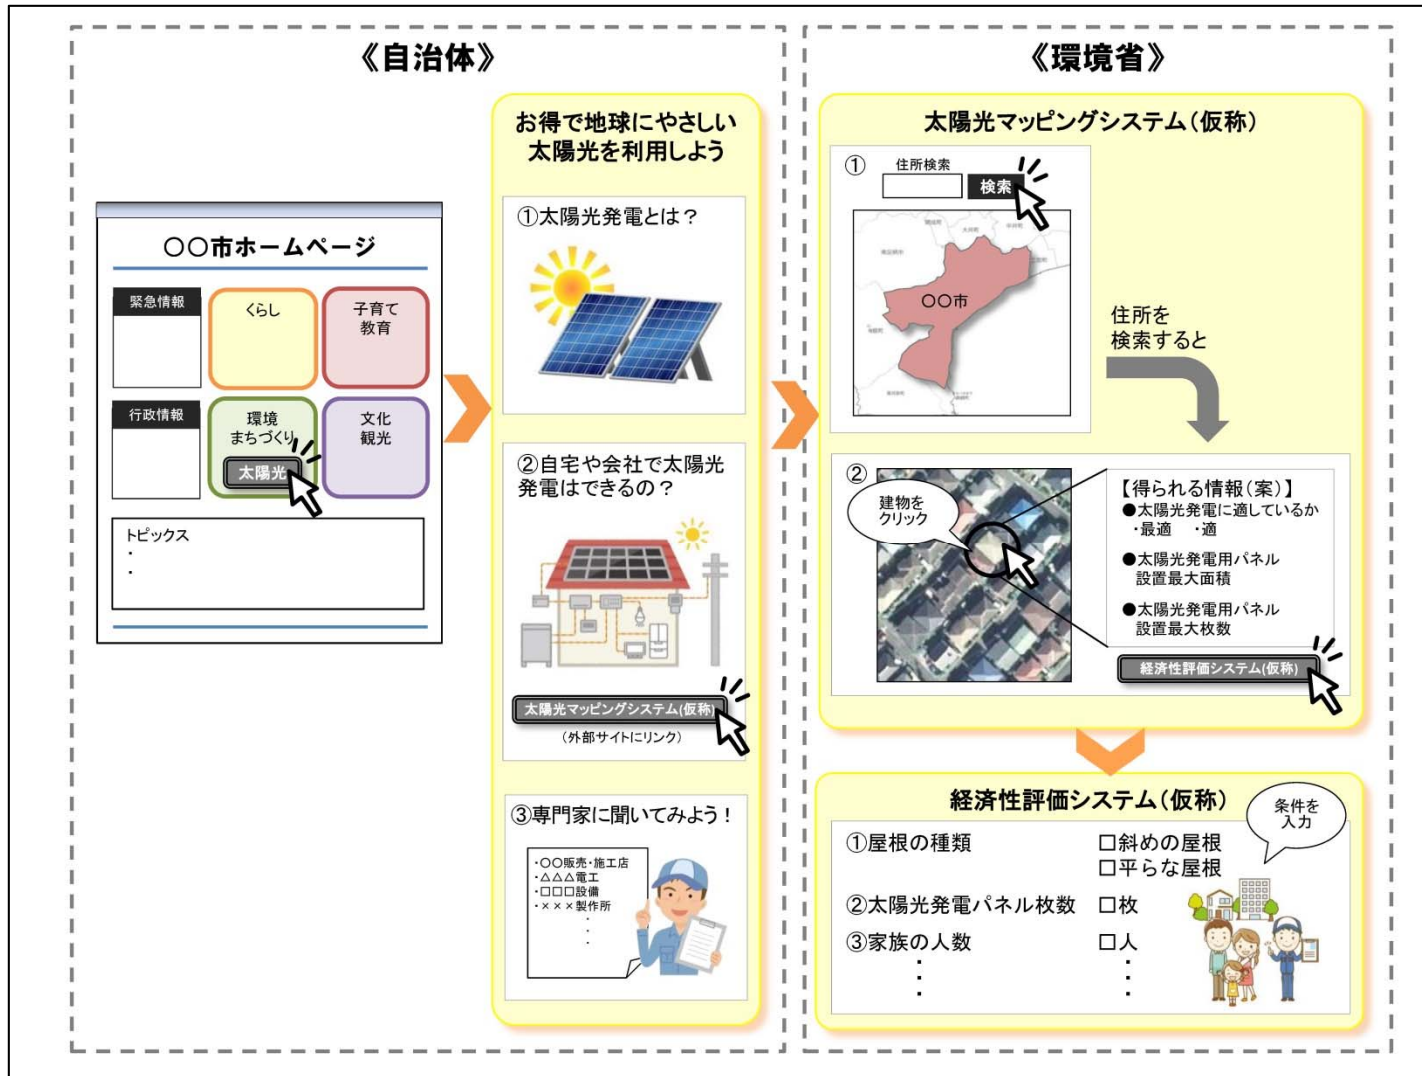 《自治体》
〇〇市ホームページ
緊急情報
くらし
子育て
教育
行政情報
環境
まちづくり
太陽光
文化
観光
トピックス
・
・
お得で地球にやさしい
太陽光を利用しよう
①太陽光発電とは？
②自宅や会社で太陽光
発電はできるの？
太陽光マッピングシステム(仮称)
（外部サイトにリンク）
③専門家に聞いてみよう！
・〇〇販売・施工店
・△△△電工
・□□□設備
・×××製作所
・
・
・
《環境省》
太陽光マッピングシステム（仮称）
①
住所検索
検索
〇〇市
住所を
検索すると
②
建物を
クリック
【得られる情報（案）】
●太陽光発電に適しているか
・最適　・適
●太陽光発電用パネル
設置最大面積
●太陽光発電用パネル
設置最大枚数
経済性評価システム(仮称)
経済性評価システム（仮称）
条件を
入力
①屋根の種類　□斜めの屋根
□平らな屋根
②太陽光発電パネル枚数　□枚
③家族の人数　□人
・　・
・　・
・　・